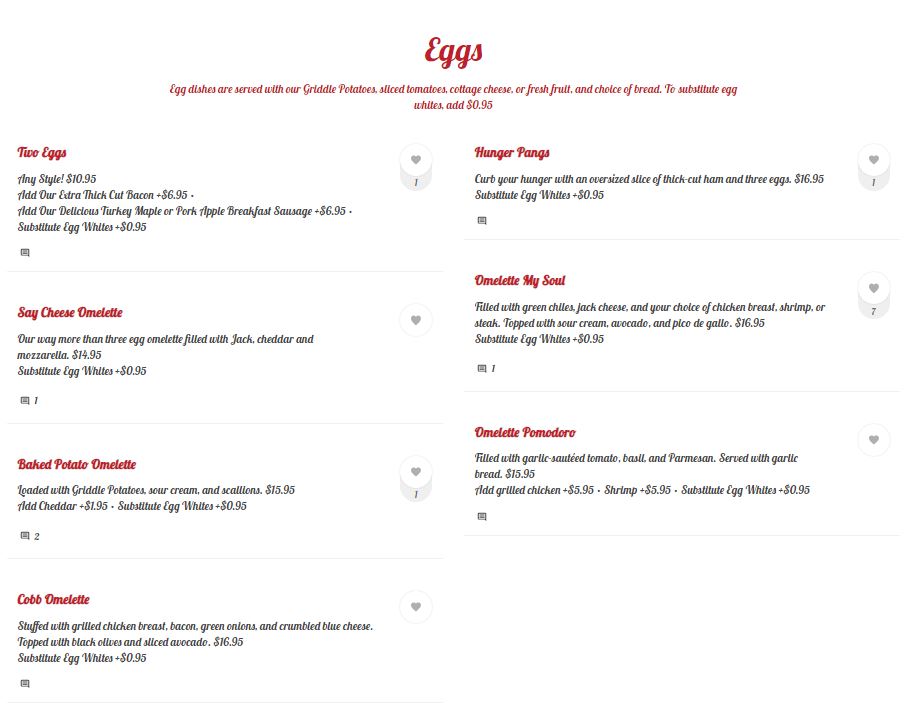 Eggs
Egg dishes are served with our Griddle Potatoes, sliced tomatoes, cottage cheese, or fresh fruit, and choice of bread. To substitute egg
whites, add $0.95
Two Eggs
1
Any Style! $10.95
Add Our Extra Thick Cut Bacon +$6.95 •
Add Our Delicious Turkey Maple or Pork Apple Breakfast Sausage +$6.95 •
Substitute Egg Whites +$0.95
Say Cheese Omelette
Our way more than three egg omelette filled with Jack, cheddar and
mozzarella. $14.95
Substitute Egg Whites +$0.95
1
Baked Potato Omelette
1
Loaded with Griddle Potatoes, sour cream, and scallions. $15.95
Add Cheddar +$1.95 • Substitute Egg Whites +$0.95
2
Cobb Omelette
Stuffed with grilled chicken breast, bacon, green onions, and crumbled blue cheese.
Topped with black olives and sliced avocado. $16.95
Substitute Egg Whites +$0.95
Hunger Pangs
1
Curb your hunger with an oversized slice of thick-cut ham and three eggs. $16.95
Substitute Egg Whites +$0.95
Omelette My Soul
7
Filled with green chiles, jack cheese, and your choice of chicken breast, shrimp, or
steak. Topped with sour cream, avocado, and pico de gallo. $16.95
Substitute Egg Whites +$0.95
1
Omelette Pomodoro
Filled with garlic-sautéed tomato, basil, and Parmesan. Served with garlic
bread. $15.95
Add grilled chicken +$5.95 • Shrimp +$5.95 • Substitute Egg Whites +$0.95